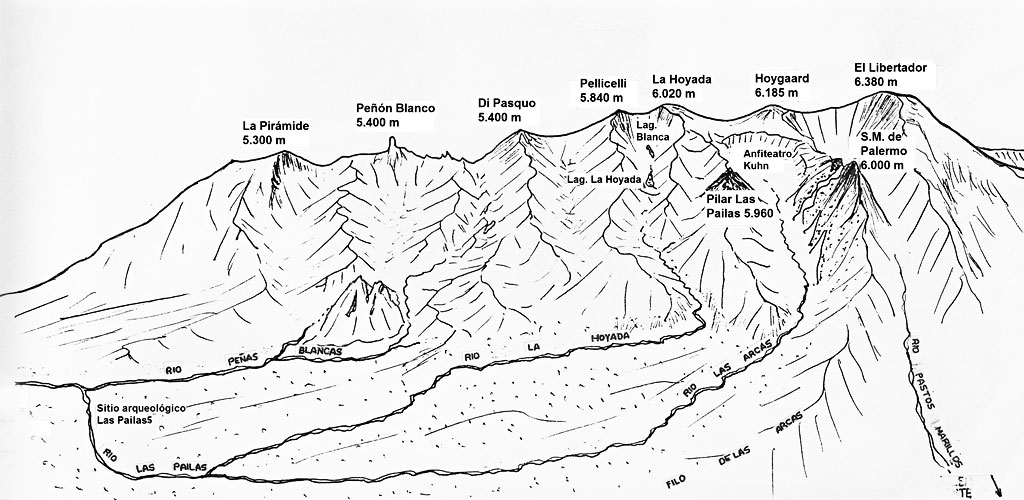 El Libertador
6.380 m
La Hoyada
6.020 m
Hoygaard
6.185 m
Pellicelli
5.840 m
Di Pasquo
5.400 m
Peñón Blanco
5.400 m
La Pirámide
5.300 m
Lag.
Blanca
S.M. de
Palermo
6.000 m
Anfiteatro
Kuhn
Lag. La Hoyada
Pilar Las
Pailas 5.960
RIO PEÑAS BLANCAS
RIO LA HOYADA
RIO LAS ARCAS
RIO PASTOS MARILLOS
Sitio arqueológico
Las Pailas5
RIO LAS PAILAS
FILO DE LAS ARCAS
TE